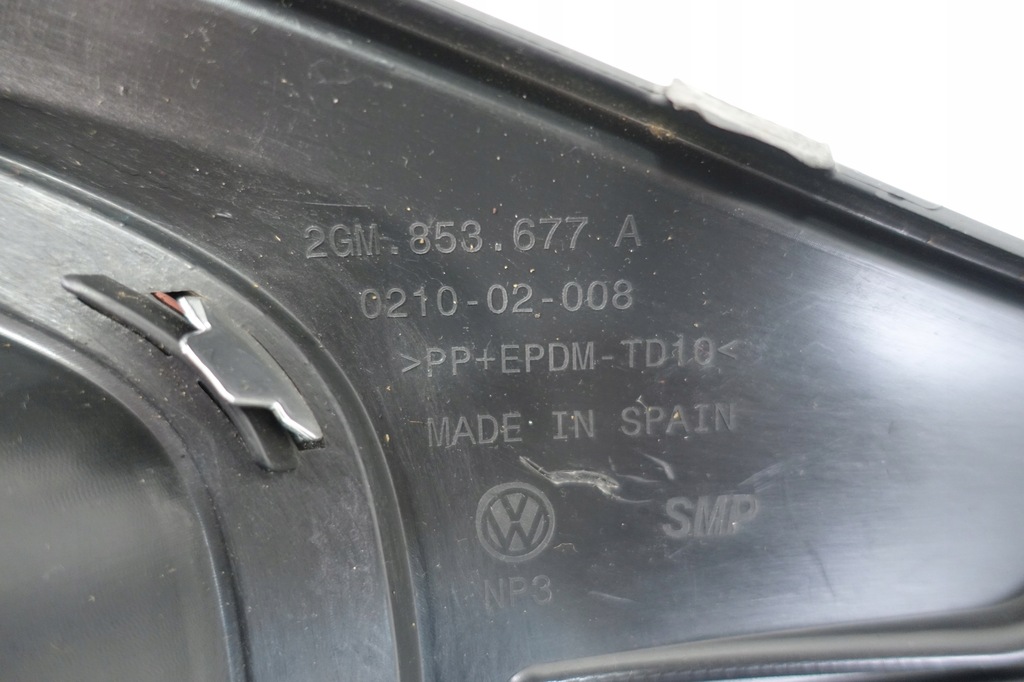 2GM.853.677 A
0210-02-008
>PP+EPDM-TD10<
MADE IN SPAIN
SMP
NP3